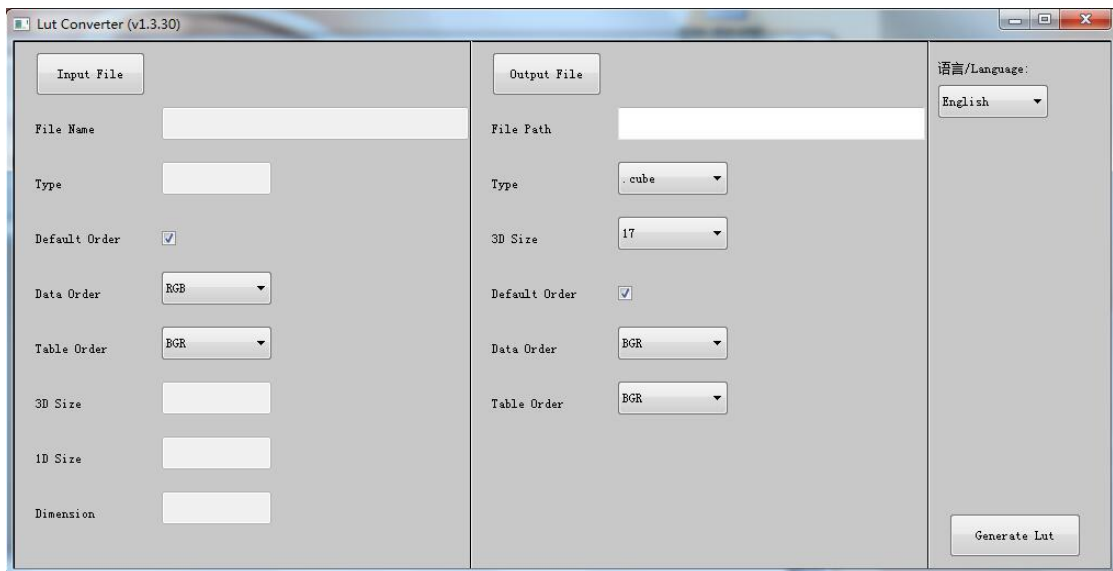 Lut Converter (v1.3.30)
Input File
File Name
Type
Default Order
Data Order
RGB
Table Order
BGR
3D Size
1D Size
Dimension
Output File
File Path
Type
.cube
3D Size
17
Default Order
Data Order
BGR
Table Order
BGR
语言/Language:
English
Generate Lut